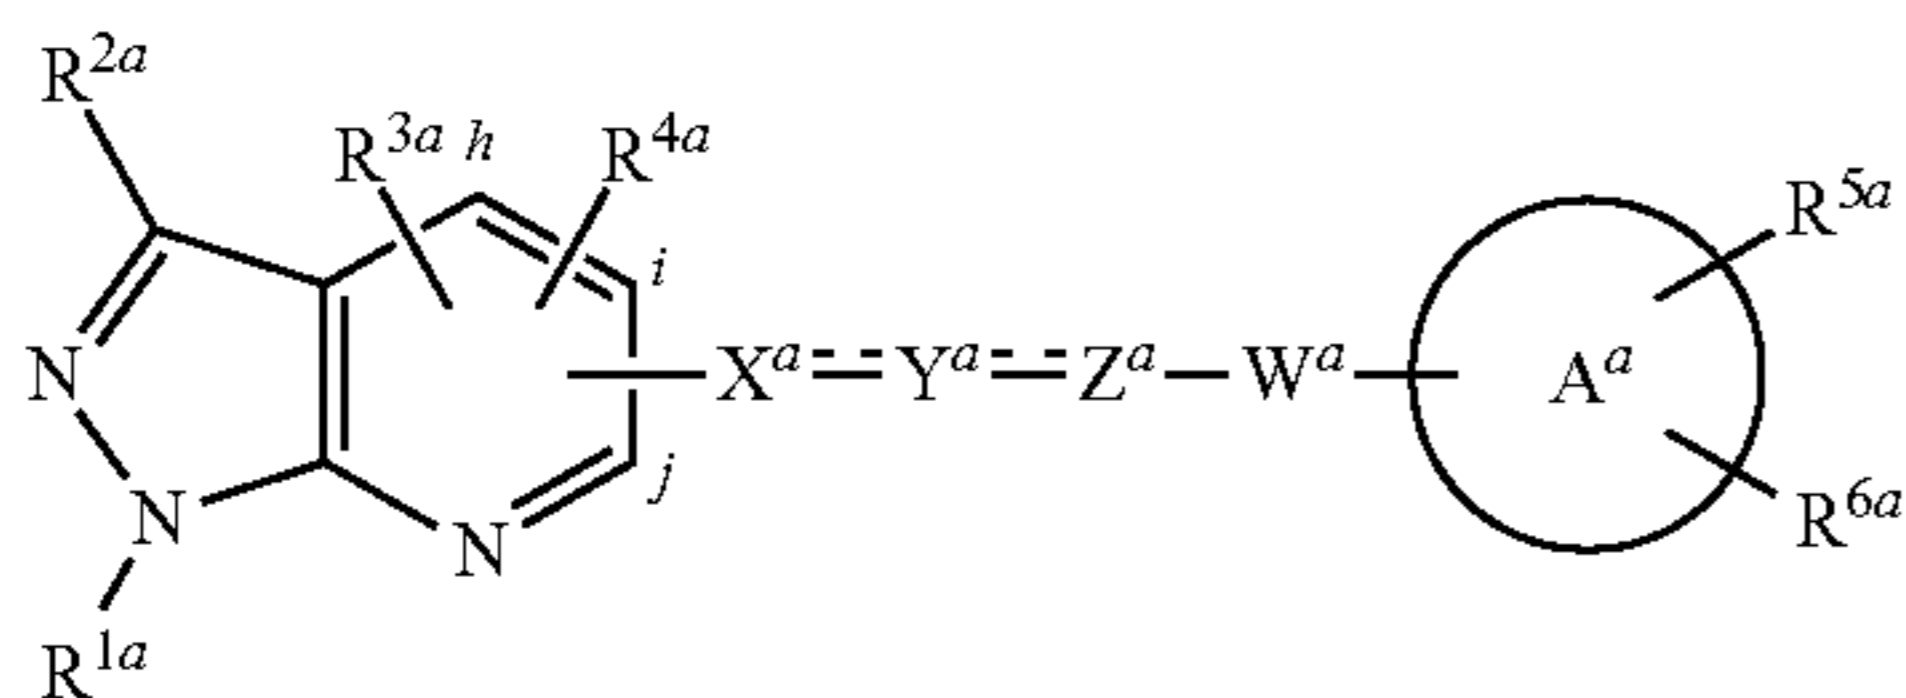 R2a
R3a h R4a
R5a
i
N Xa Ya Za Wa Aa
j
R6a
N N
R1a